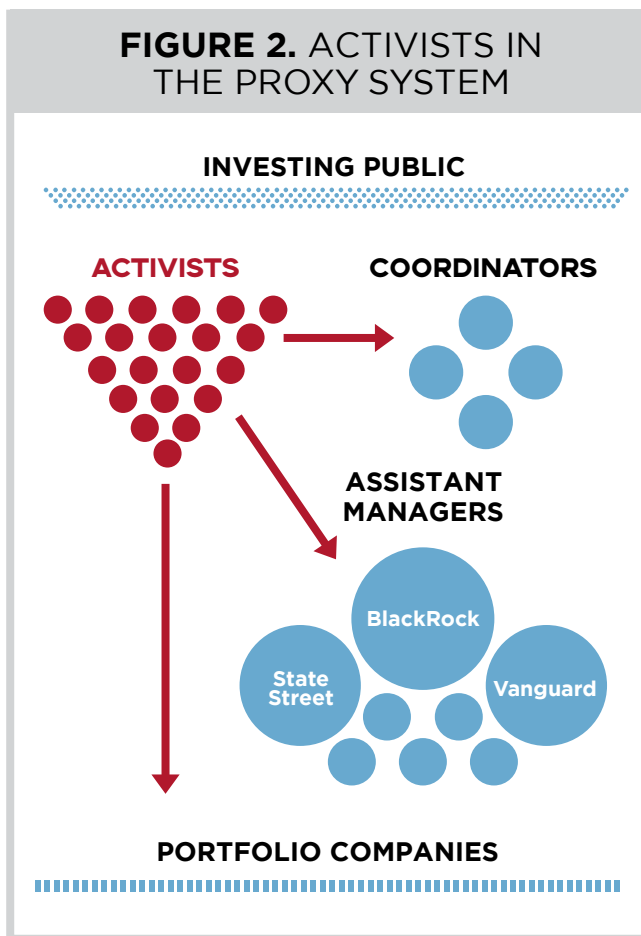 FIGURE 2. ACTIVISTS IN
THE PROXY SYSTEM
INVESTING PUBLIC
ACTIVISTS
COORDINATORS
ASSISTANT
MANAGERS
BlackRock
State
Street
Vanguard
PORTFOLIO COMPANIES